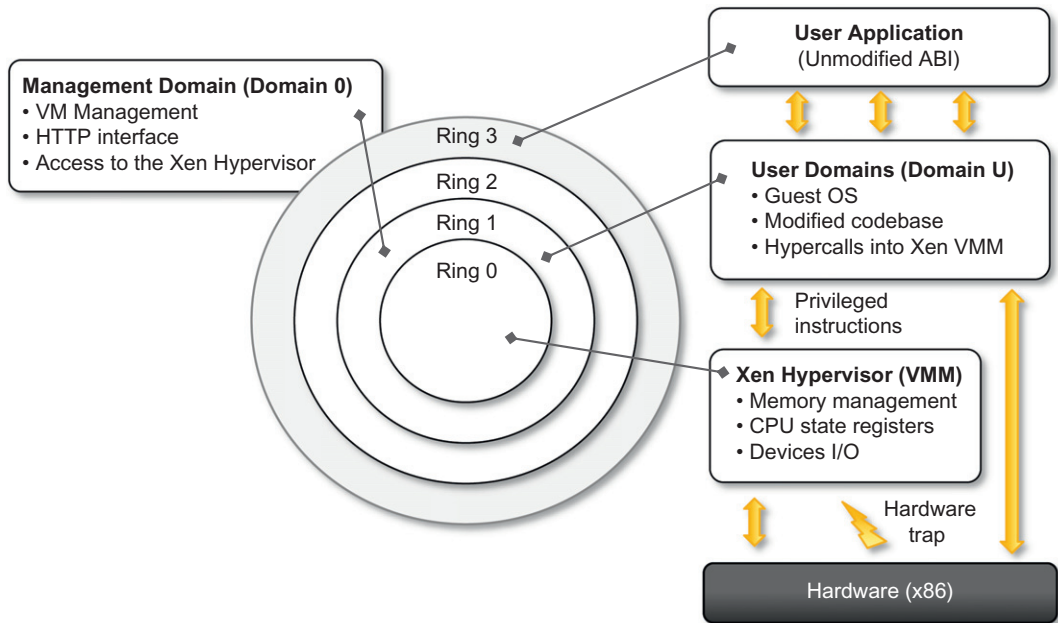 Management Domain (Domain 0)
• VM Management
• HTTP interface
• Access to the Xen Hypervisor
Ring 3
Ring 2
Ring 1
Ring 0
User Application
(Unmodified ABI)
User Domains (Domain U)
• Guest OS
• Modified codebase
• Hypercalls into Xen VMM
Privileged
instructions
Xen Hypervisor (VMM)
• Memory management
• CPU state registers
• Devices I/O
Hardware
trap
Hardware (x86)